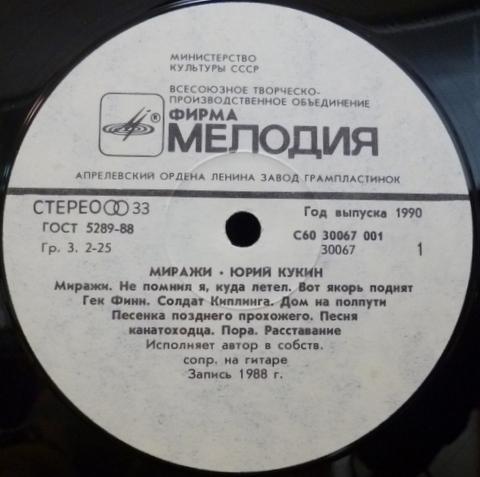 МИНИСТЕРСТВО
КУЛЬТУРЫ СССР
ВСЕСОЮЗНОЕ ТВОРЧЕСКО-
ПРОИЗВОДСТВЕННОЕ ОБЪЕДИНЕНИЕ
®
ФИРМА
МЕЛОДИЯ
АПРЕЛЕВСКИЙ ОРДЕНА ЛЕНИНА ЗАВОД ГРАМПЛАСТИНОК
СТЕРЕО 33
Год выпуска 1990
ГОСТ 5289-88
С60 30067 001
Гр. 3. 2-25
30067
1
МИРАЖИ · ЮРИЙ КУКИН
Миражи. Не помнил я, куда летел. Вот якорь поднят
Гек Финн. Солдат Киплинга. Дом на полпути
Песенка позднего прохожего. Песня
канатоходца. Пора. Расставание
Исполняет автор в собств.
сопр. на гитаре
Запись 1988 г.